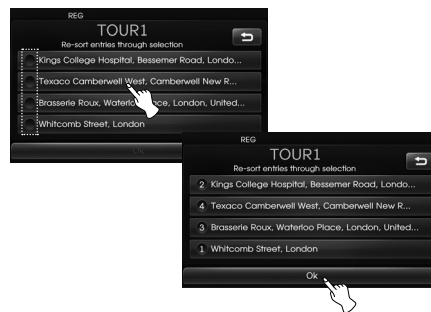 REG
TOUR1
Re-sort entries through selection
Kings College Hospital, Bessemer Road, Londo...
Texaco Camberwell West, Camberwell New R...
Brasserie Roux, Waterloo Place, London, United...
Whitcomb Street, London
Ok
REG
TOUR1
Re-sort entries through selection
2 Kings College Hospital, Bessemer Road, Londo...
4 Texaco Camberwell West, Camberwell New R...
3 Brasserie Roux, Waterloo Place, London, United...
1 Whitcomb Street, London
Ok